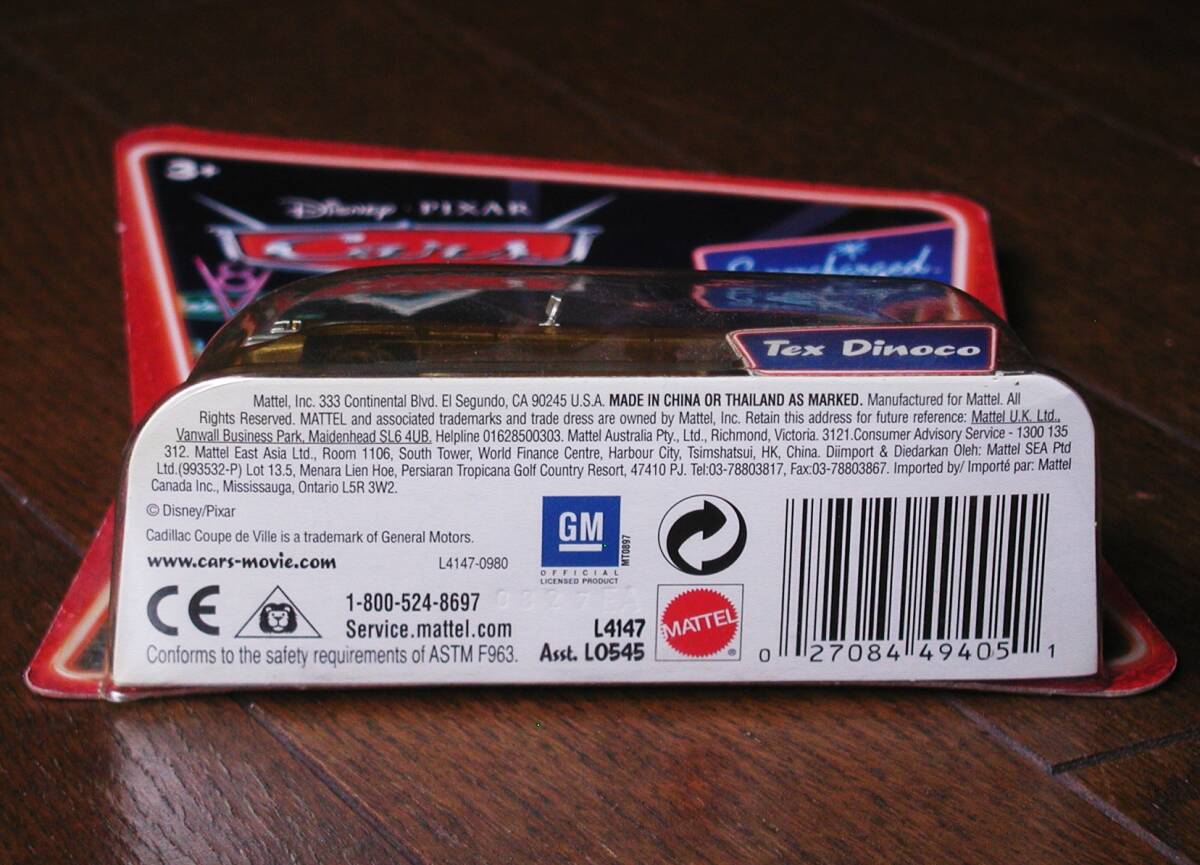 3+
Disney · PIXAR
Cars
Supercharged
Tex Dinoco
Mattel, Inc. 333 Continental Blvd. El Segundo, CA 90245 U.S.A. MADE IN CHINA OR THAILAND AS MARKED. Manufactured for Mattel. All
Rights Reserved. MATTEL and associated trademarks and trade dress are owned by Mattel, Inc. Retain this address for future reference: Mattel U.K. Ltd.,
Vanwall Business Park, Maidenhead SL6 4UB. Helpline 01628500303. Mattel Australia Pty., Ltd., Richmond, Victoria. 3121.Consumer Advisory Service - 1300 135
312. Mattel East Asia Ltd., Room 1106, South Tower, World Finance Centre, Harbour City, Tsimshatsui, HK, China. Diimport & Diedarkan Oleh: Mattel SEA Ptd
Ltd.(993532-P) Lot 13.5, Menara Lien Hoe, Persiaran Tropicana Golf Country Resort, 47410 PJ. Tel:03-78803817, Fax:03-78803867. Imported by/ Importé par: Mattel
Canada Inc., Mississauga, Ontario L5R 3W2.
© Disney/Pixar
Cadillac Coupe de Ville is a trademark of General Motors.
www.cars-movie.com L4147-0980
GM
MT0897
OFFICIAL
LICENSED PRODUCT
CE
1-800-524-8697
Service.mattel.com
Conforms to the safety requirements of ASTM F963.
L4147
Asst. L0545
MATTEL
®
0 27084 49405 1